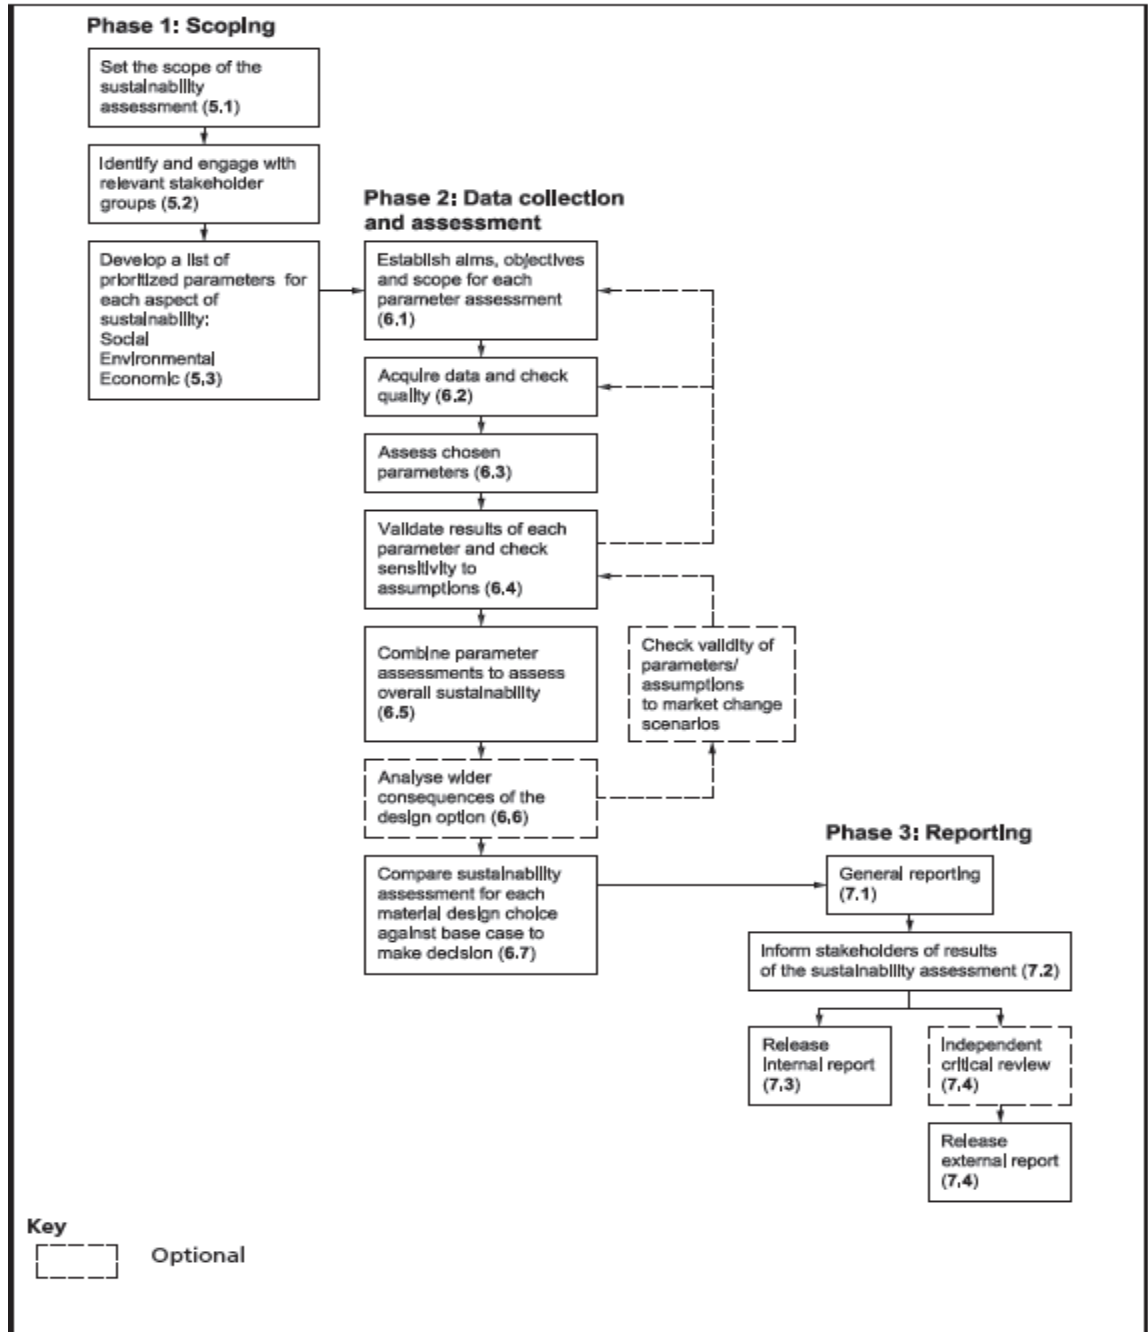 Phase 1: Scoping
Set the scope of the
sustainability
assessment (5.1)
Identify and engage with
relevant stakeholder
groups (5.2)
Develop a list of
prioritized parameters for
each aspect of
sustainability:
Social
Environmental
Economic (5.3)
Phase 2: Data collection
and assessment
Establish aims, objectives
and scope for each
parameter assessment
(6.1)
Acquire data and check
quality (6.2)
Assess chosen
parameters (6.3)
Validate results of each
parameter and check
sensitivity to
assumptions (6.4)
Combine parameter
assessments to assess
overall sustainability
(6.5)
Check validity of
parameters/
assumptions
to market change
scenarios
Analyse wider
consequences of the
design option (6.6)
Compare sustainability
assessment for each
material design choice
against base case to
make decision (6.7)
Phase 3: Reporting
General reporting
(7.1)
Inform stakeholders of results
of the sustainability assessment (7.2)
Release
internal report
(7.3)
Independent
critical review
(7.4)
Release
external report
(7.4)
Key
Optional